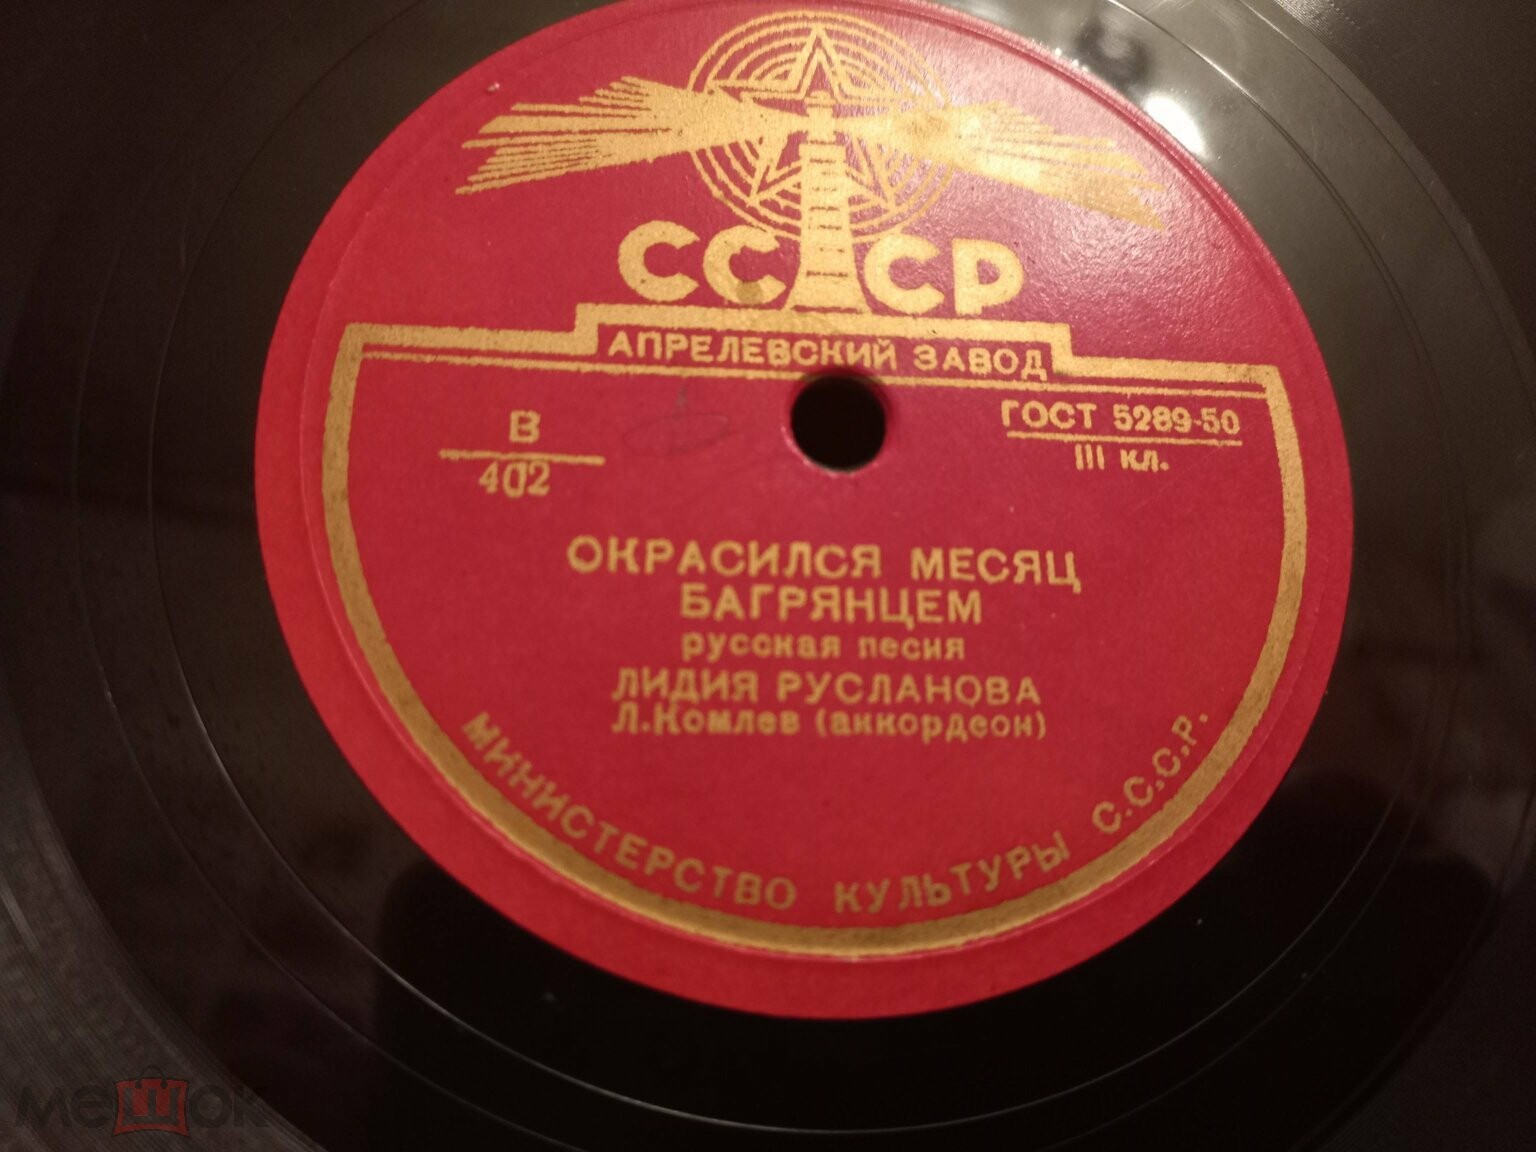 СССР
АПРЕЛЕВСКИЙ ЗАВОД
В
402
ГОСТ 5289-50
III кл.
ОКРАСИЛСЯ МЕСЯЦ
БАГРЯНЦЕМ
русская песня
ЛИДИЯ РУСЛАНОВА
Л.Комлев (аккордеон)
МИНИСТЕРСТВО КУЛЬТУРЫ С.С.С.Р.
мешок